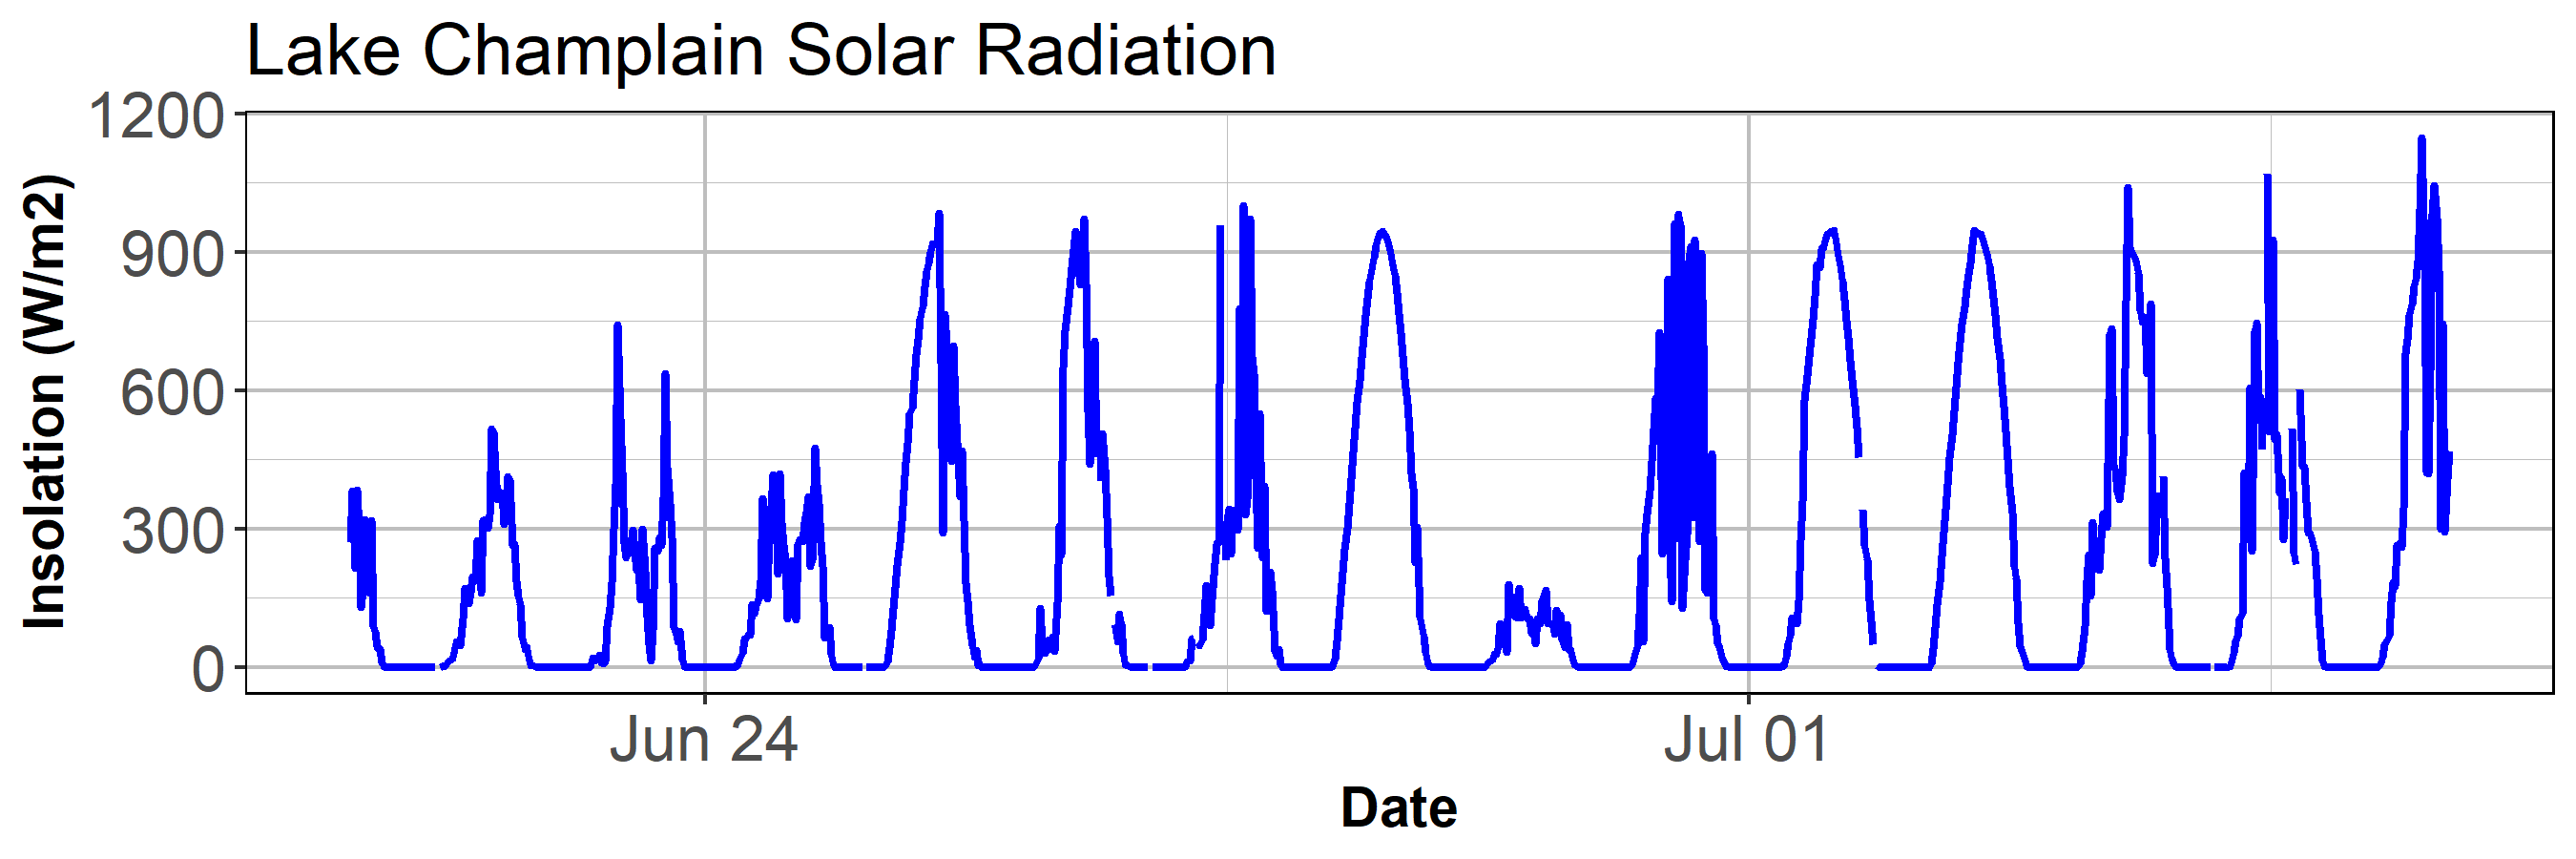 Lake Champlain Solar Radiation
1200
900
600
300
0
Insolation (W/m2)
Jun 24
Jul 01
Date